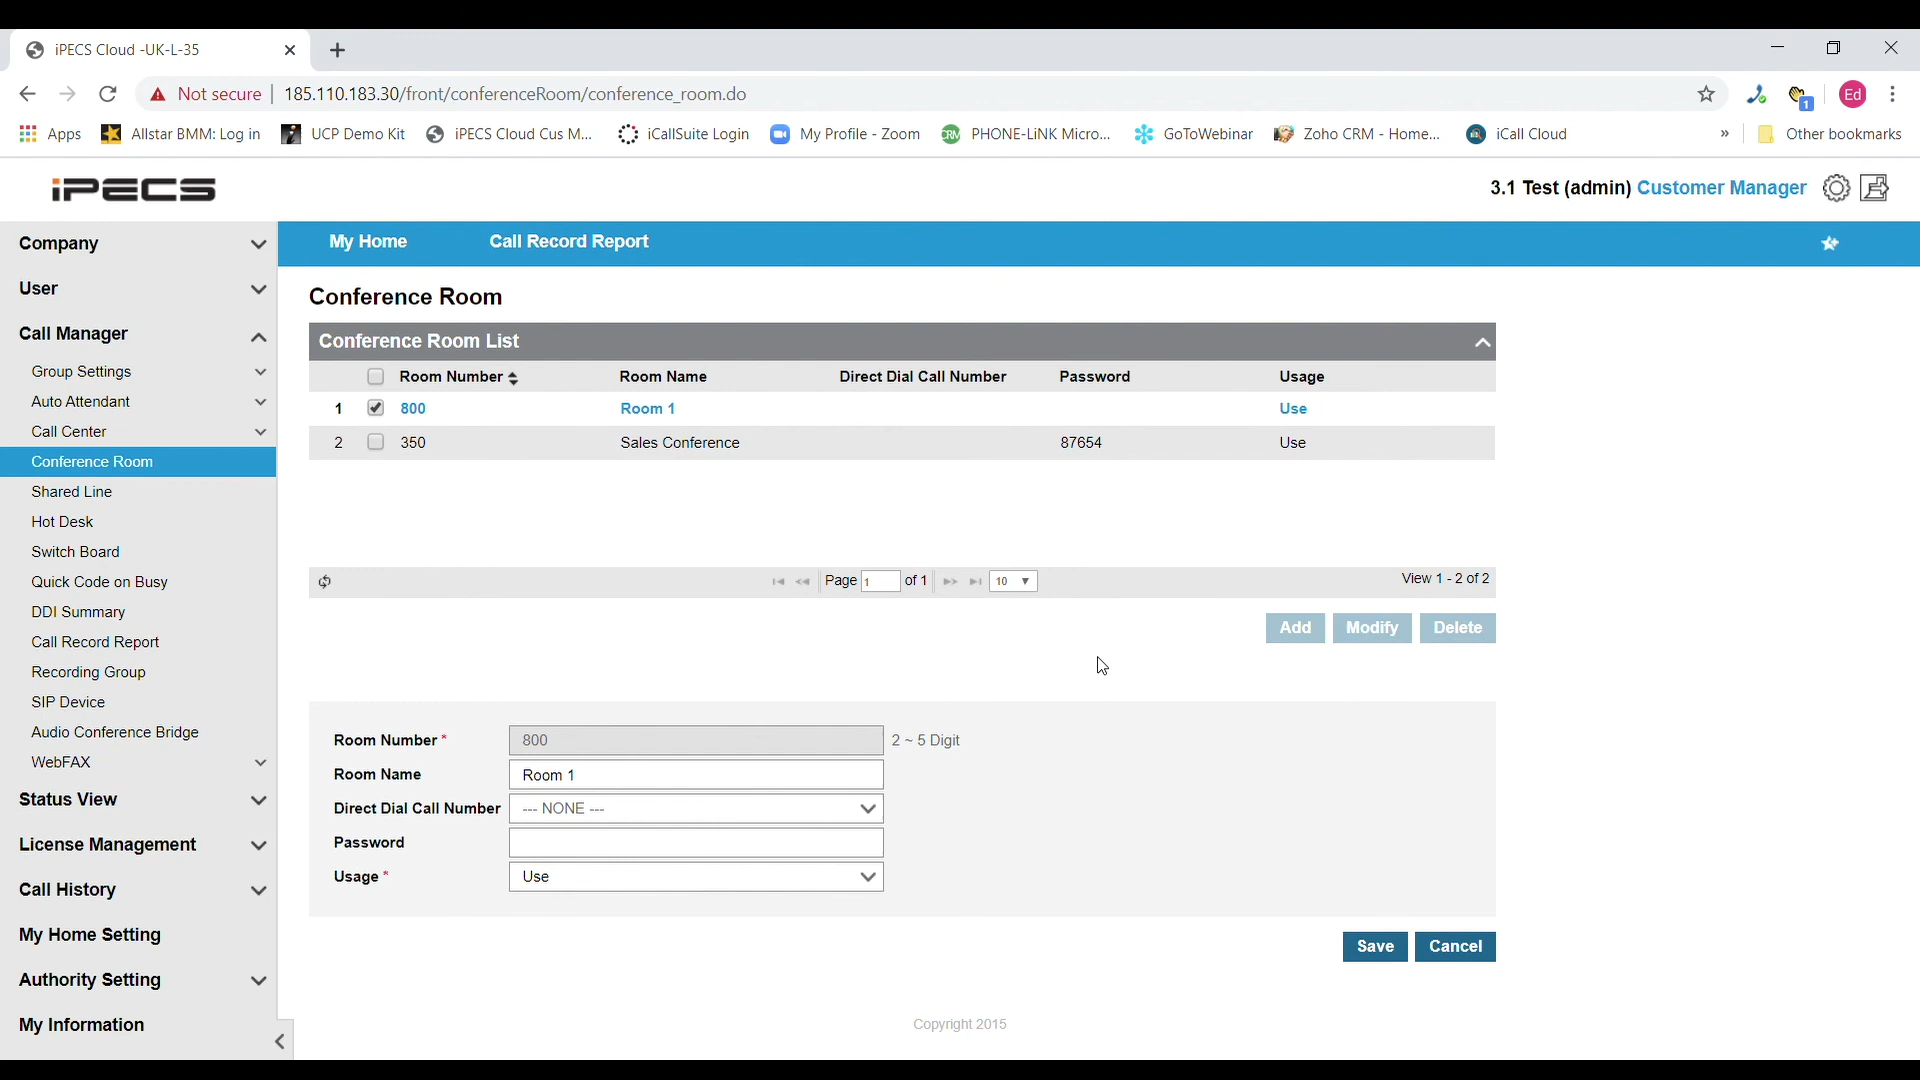 iPECS Cloud -UK-L-35
Not secure | 185.110.183.30/front/conferenceRoom/conference_room.do
Ed
1
Apps Allstar BMM: Log in UCP Demo Kit iPECS Cloud Cus M... iCallSuite Login My Profile - Zoom CRM PHONE-LiNK Micro... GoToWebinar Zoho CRM - Home... iCall Cloud » Other bookmarks
iPECS
3.1 Test (admin) Customer Manager
My Home Call Record Report
Company
User
Call Manager
Group Settings
Auto Attendant
Call Center
Conference Room
Shared Line
Hot Desk
Switch Board
Quick Code on Busy
DDI Summary
Call Record Report
Recording Group
SIP Device
Audio Conference Bridge
WebFAX
Status View
License Management
Call History
My Home Setting
Authority Setting
My Information
Conference Room
Conference Room List
Room Number Room Name Direct Dial Call Number Password Usage
1 800 Room 1 Use
2 350 Sales Conference 87654 Use
Page 1 of 1 10 View 1 - 2 of 2
Add Modify Delete
Room Number * 800 2 ~ 5 Digit
Room Name Room 1
Direct Dial Call Number --- NONE ---
Password
Usage * Use
Save Cancel
Copyright 2015